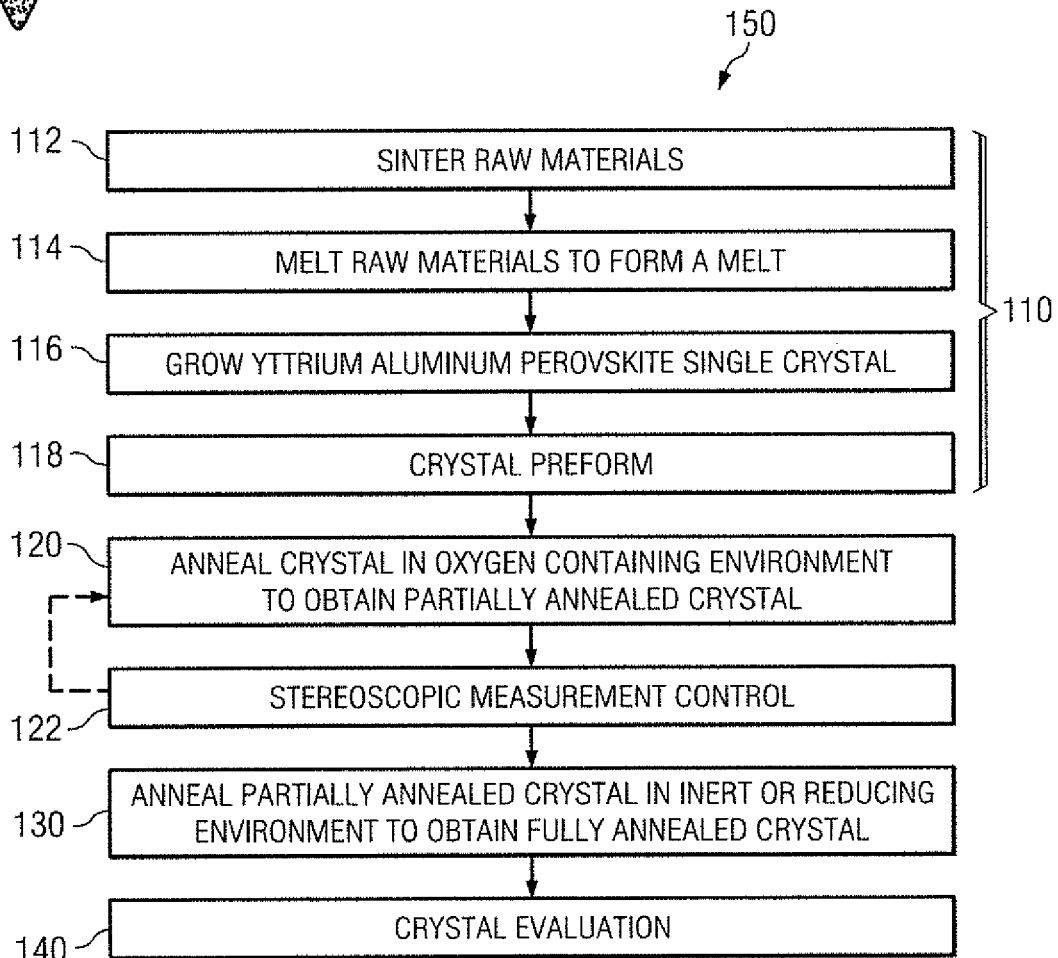 150
112
SINTER RAW MATERIALS
114
MELT RAW MATERIALS TO FORM A MELT
110
116
GROW YTTRIUM ALUMINUM PEROVSKITE SINGLE CRYSTAL
118
CRYSTAL PREFORM
120
ANNEAL CRYSTAL IN OXYGEN CONTAINING ENVIRONMENT
TO OBTAIN PARTIALLY ANNEALED CRYSTAL
STEREOSCOPIC MEASUREMENT CONTROL
122
ANNEAL PARTIALLY ANNEALED CRYSTAL IN INERT OR REDUCING
130
ENVIRONMENT TO OBTAIN FULLY ANNEALED CRYSTAL
CRYSTAL EVALUATION
140